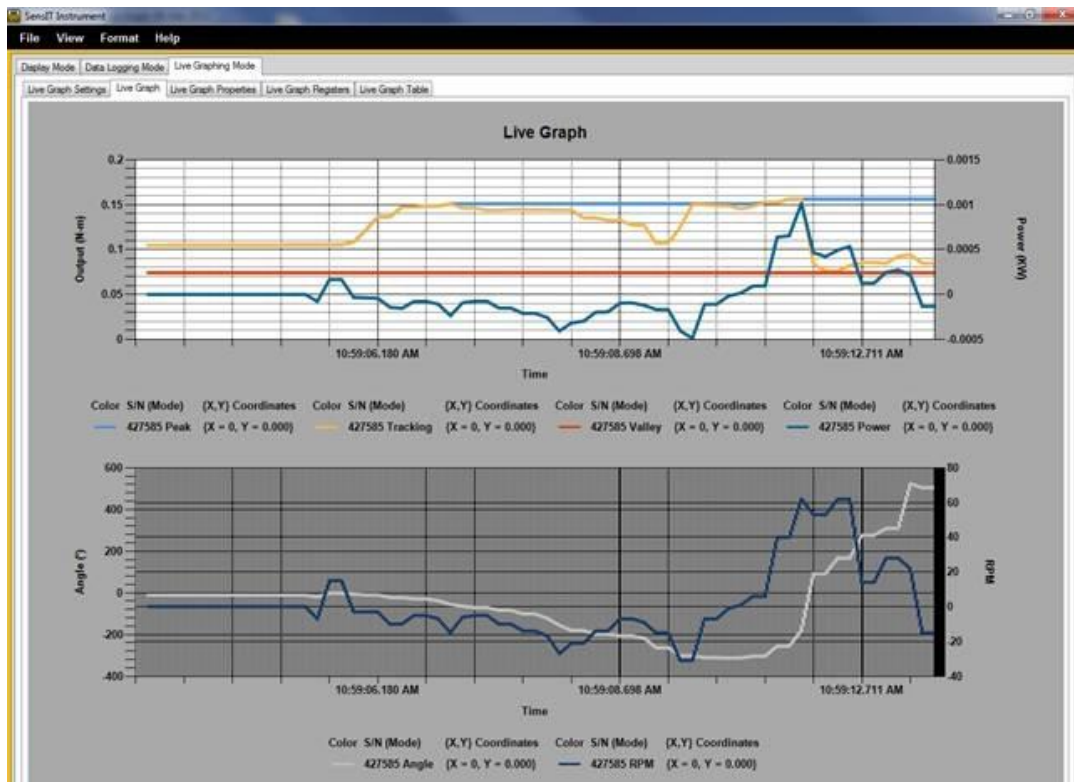 SensIT Instrument
File View Format Help
Display Mode Data Logging Mode Live Graphing Mode
Live Graph Settings Live Graph Live Graph Properties Live Graph Registers Live Graph Table
Live Graph
0.2
0.15
0.1
0.05
0
Output (N-m)
0.0015
0.001
0.0005
0
-0.0005
Power (KW)
10:59:06.180 AM 10:59:08.698 AM 10:59:12.711 AM
Time
Color S/N (Mode) {X,Y} Coordinates Color S/N (Mode) {X,Y} Coordinates Color S/N (Mode) {X,Y} Coordinates Color S/N (Mode) {X,Y} Coordinates
427585 Peak {X = 0, Y = 0.000} 427585 Tracking {X = 0, Y = 0.000} 427585 Valley {X = 0, Y = 0.000} 427585 Power {X = 0, Y = 0.000}
600
400
200
0
-200
-400
Angle (°)
80
60
40
20
0
-20
-40
RPM
10:59:06.180 AM 10:59:08.698 AM 10:59:12.711 AM
Time
Color S/N (Mode) {X,Y} Coordinates Color S/N (Mode) {X,Y} Coordinates
427585 Angle {X = 0, Y = 0.000} 427585 RPM {X = 0, Y = 0.000}